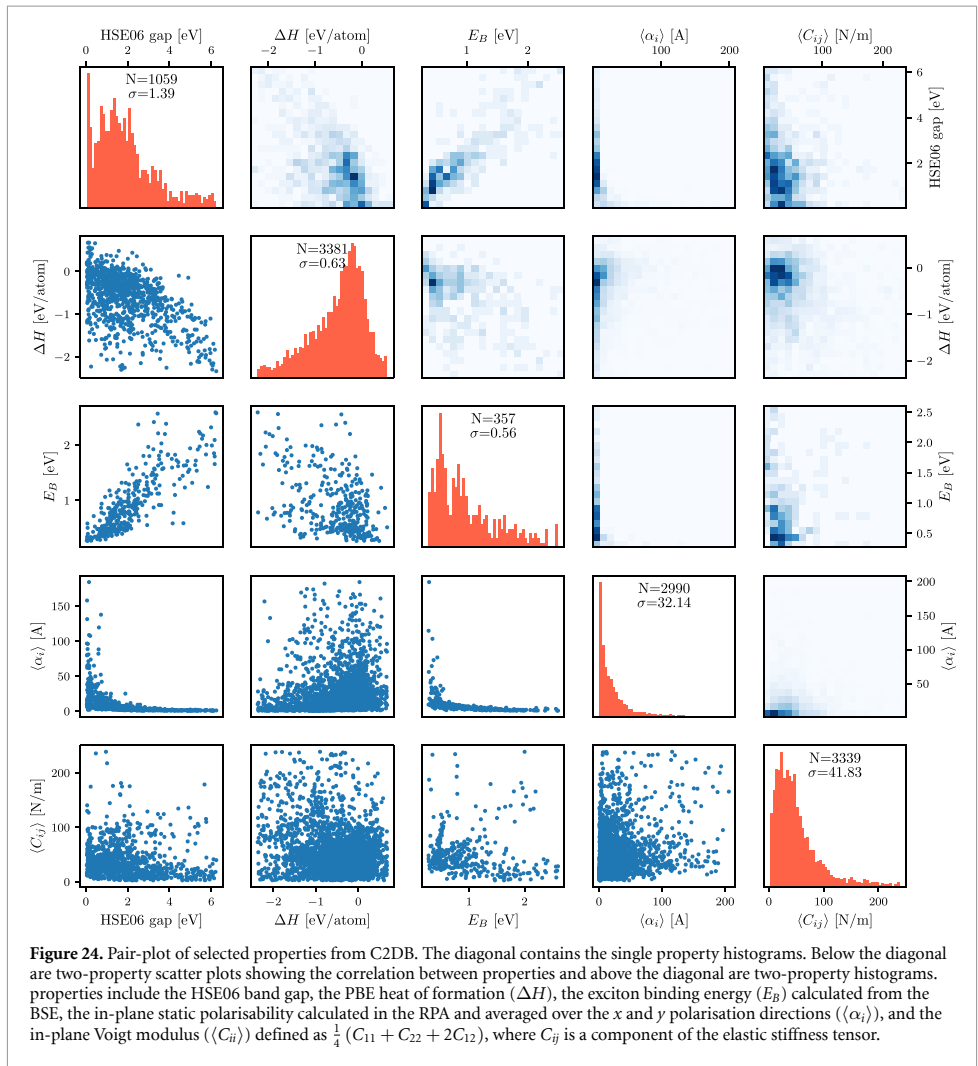 HSE06 gap [eV] ΔH [eV/atom] E_B [eV] ⟨α_i⟩ [A] ⟨C_ij⟩ [N/m]
0 2 4 6 −2 −1 0 1 2 100 200 100 200
N=1059
σ=1.39
6
4
2
HSE06 gap [eV]
0
−1
−2
ΔH [eV/atom]
N=3381
σ=0.63
0
−1
−2
ΔH [eV/atom]
2
1
E_B [eV]
N=357
σ=0.56
2.5
2.0
1.5
1.0
0.5
E_B [eV]
150
100
50
0
⟨α_i⟩ [A]
N=2990
σ=32.14
200
150
100
50
⟨α_i⟩ [A]
200
100
0
⟨C_ij⟩ [N/m]
N=3339
σ=41.83
0 2 4 6 −2 −1 0 1 2 0 100 200 0 100 200
HSE06 gap [eV] ΔH [eV/atom] E_B [eV] ⟨α_i⟩ [A] ⟨C_ij⟩ [N/m]
Figure 24. Pair-plot of selected properties from C2DB. The diagonal contains the single property histograms. Below the diagonal
are two-property scatter plots showing the correlation between properties and above the diagonal are two-property histograms.
properties include the HSE06 band gap, the PBE heat of formation (ΔH), the exciton binding energy (E_B) calculated from the
BSE, the in-plane static polarisability calculated in the RPA and averaged over the x and y polarisation directions (⟨α_i⟩), and the
in-plane Voigt modulus (⟨C_ii⟩) defined as 1/4 (C_11 + C_22 + 2C_12), where C_ij is a component of the elastic stiffness tensor.